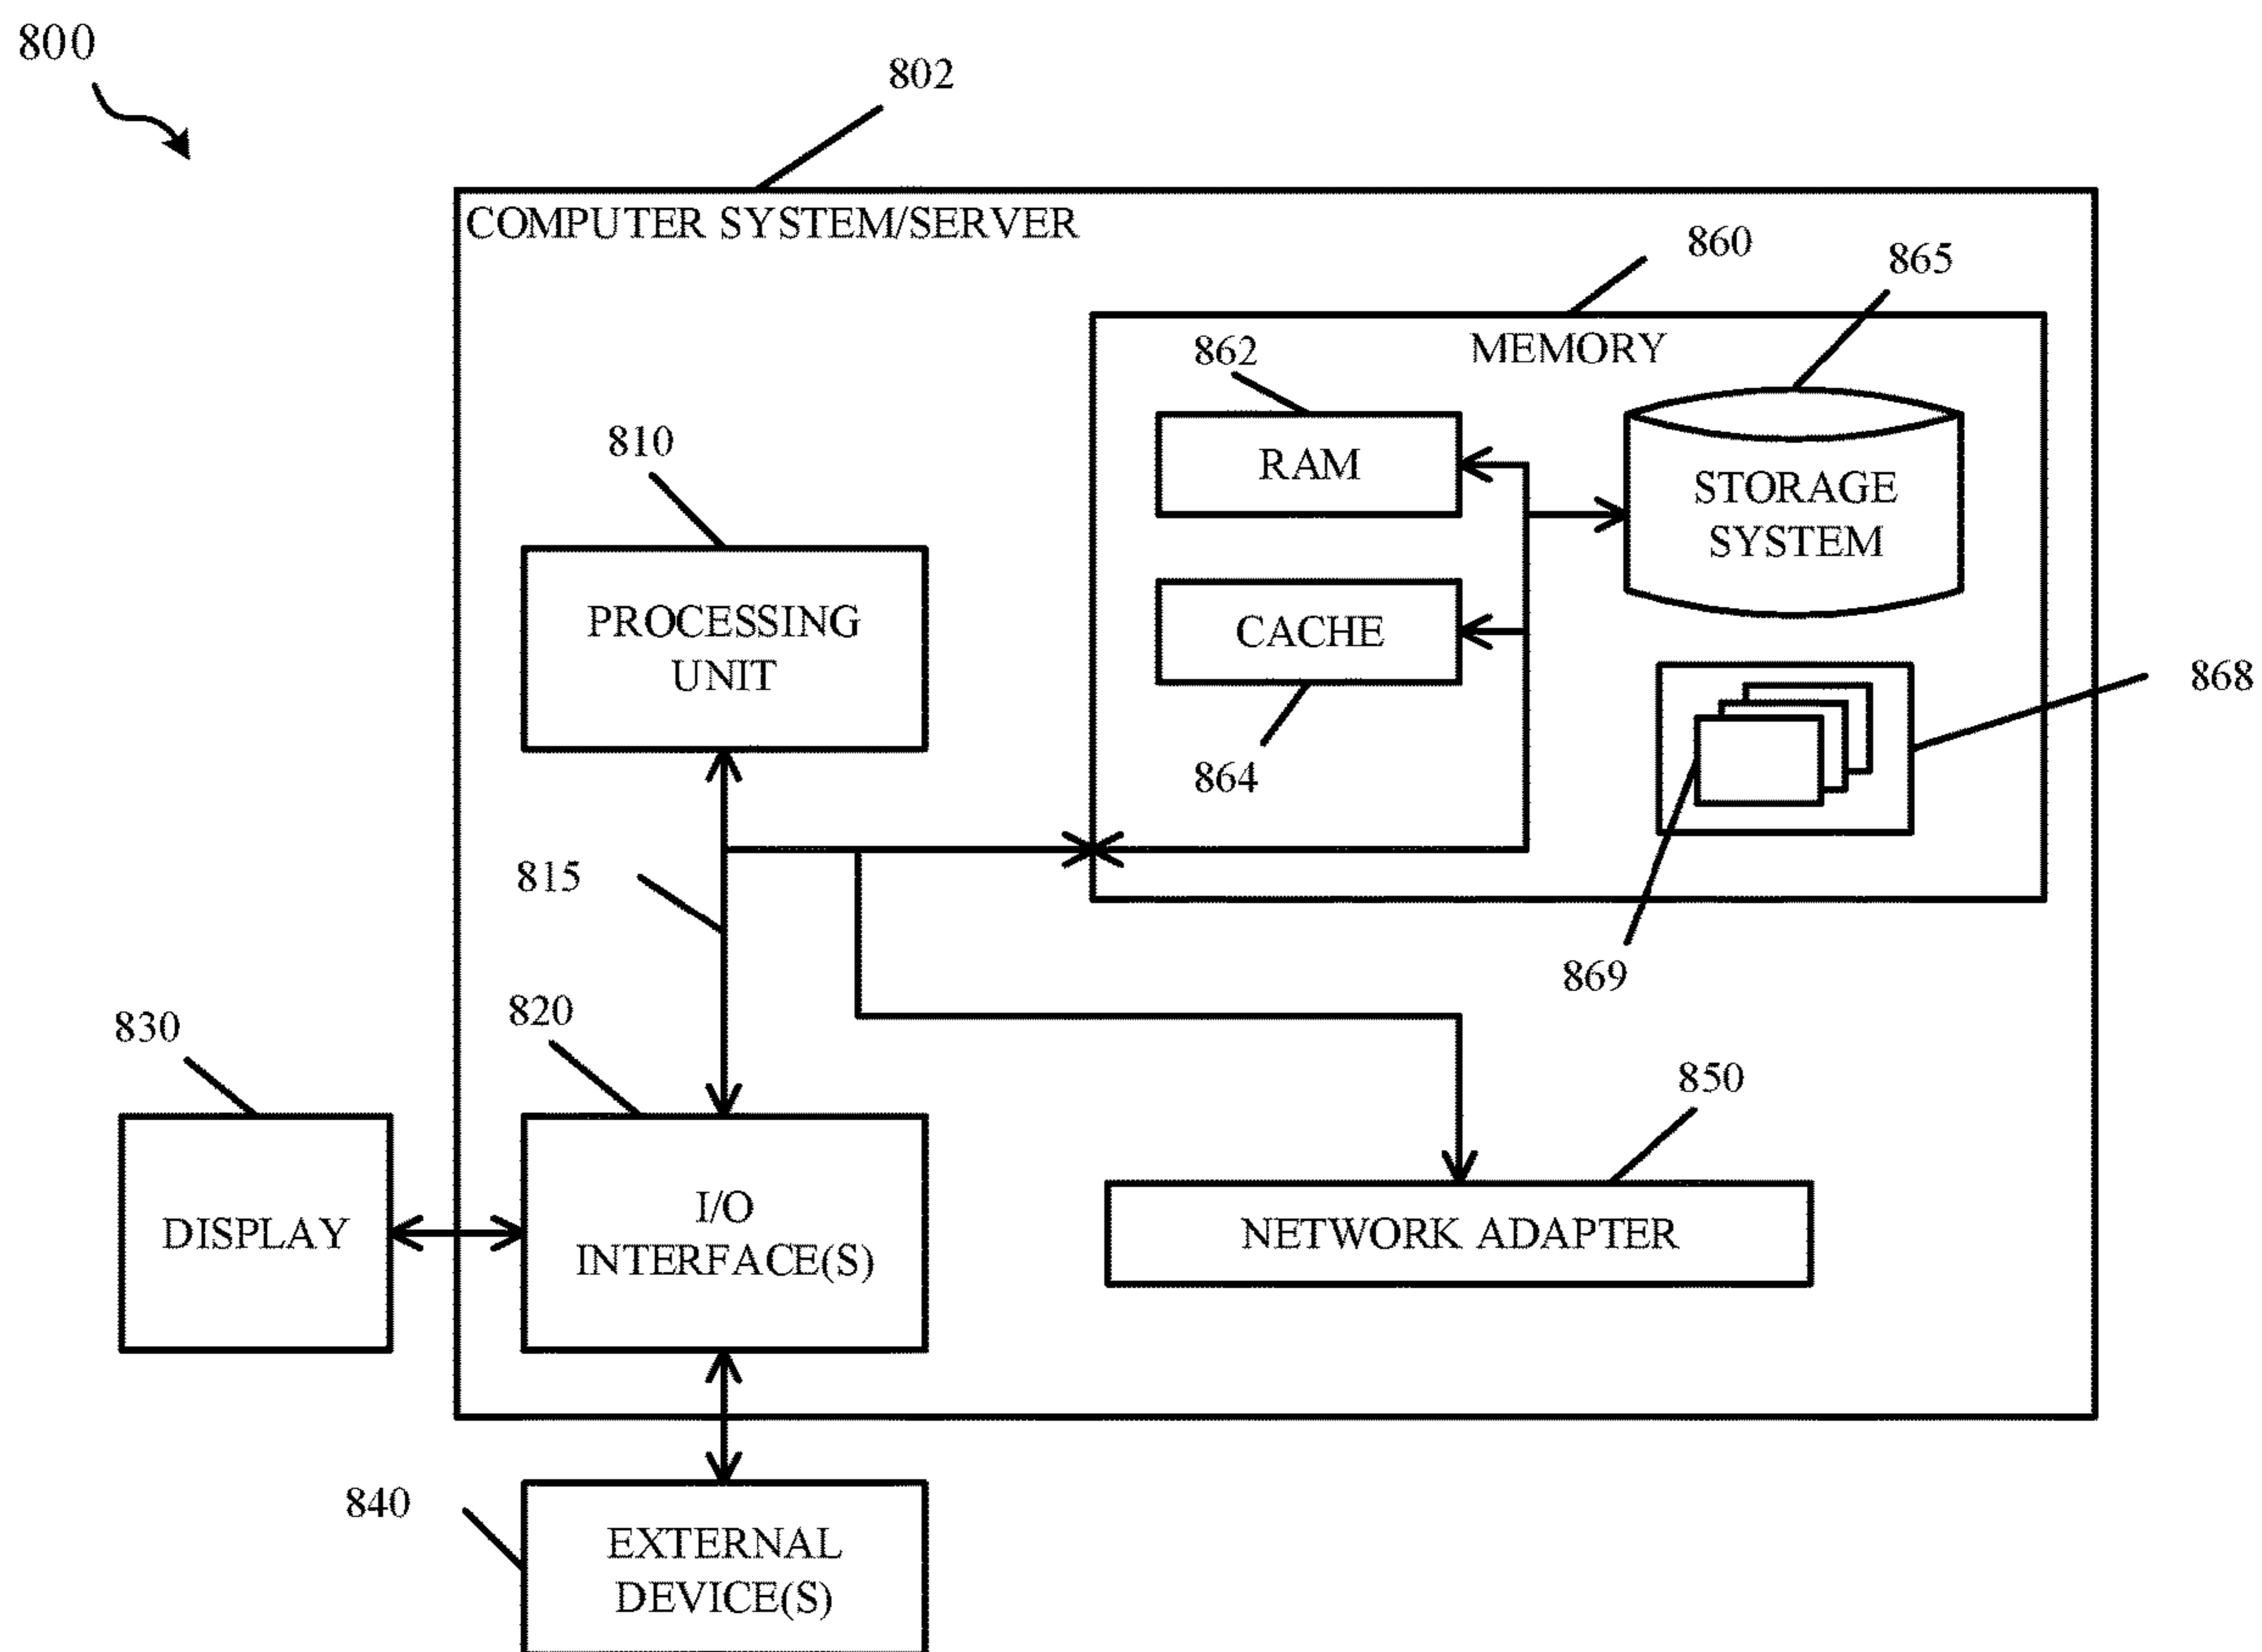 800
802
COMPUTER SYSTEM/SERVER
860
865
MEMORY
862
RAM
STORAGE
SYSTEM
810
PROCESSING
UNIT
CACHE
864
868
869
815
820
830
850
DISPLAY
I/O
INTERFACE(S)
NETWORK ADAPTER
840
EXTERNAL
DEVICE(S)